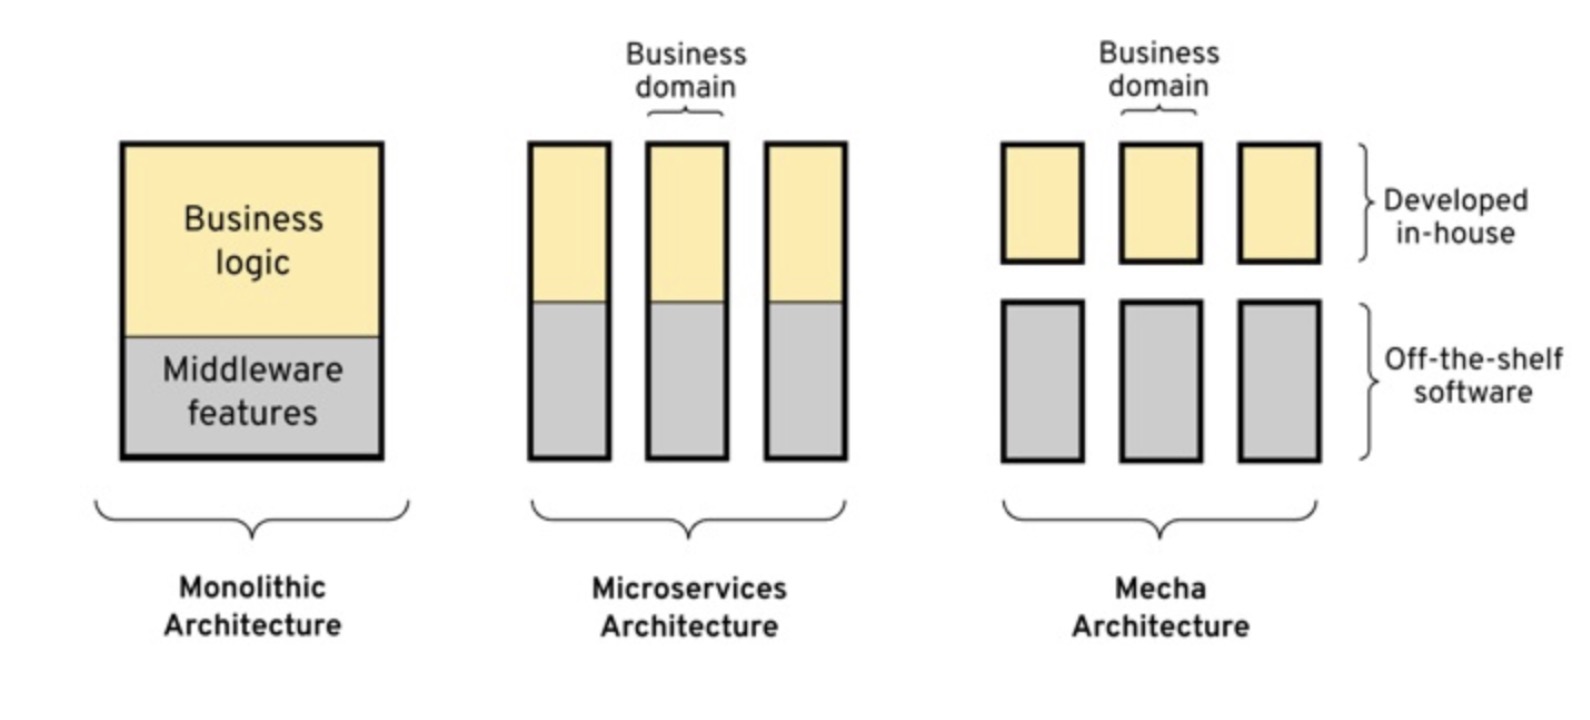 Business
domain
Business
domain
Business
logic
Middleware
features
Developed
in-house
Off-the-shelf
software
Monolithic
Architecture
Microservices
Architecture
Mecha
Architecture